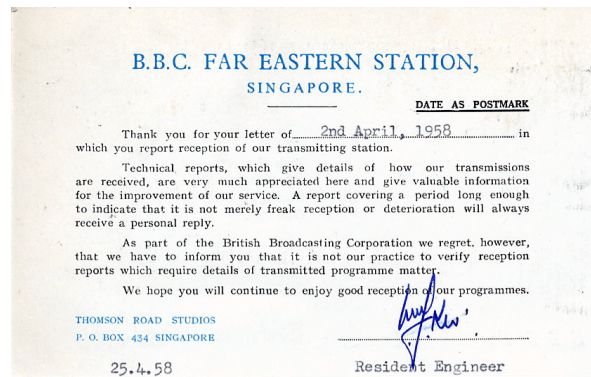 B.B.C. FAR EASTERN STATION,
SINGAPORE.
DATE AS POSTMARK
Thank you for your letter of 2nd April, 1958 in
which you report reception of our transmitting station.
Technical reports, which give details of how our transmissions
are received, are very much appreciated here and give valuable information
for the improvement of our service. A report covering a period long enough
to indicate that it is not merely freak reception or deterioration will always
receive a personal reply.
As part of the British Broadcasting Corporation we regret, however,
that we have to inform you that it is not our practice to verify reception
reports which require details of transmitted programme matter.
We hope you will continue to enjoy good reception of our programmes.
THOMSON ROAD STUDIOS
P. O. BOX 434 SINGAPORE
25.4.58
Resident Engineer